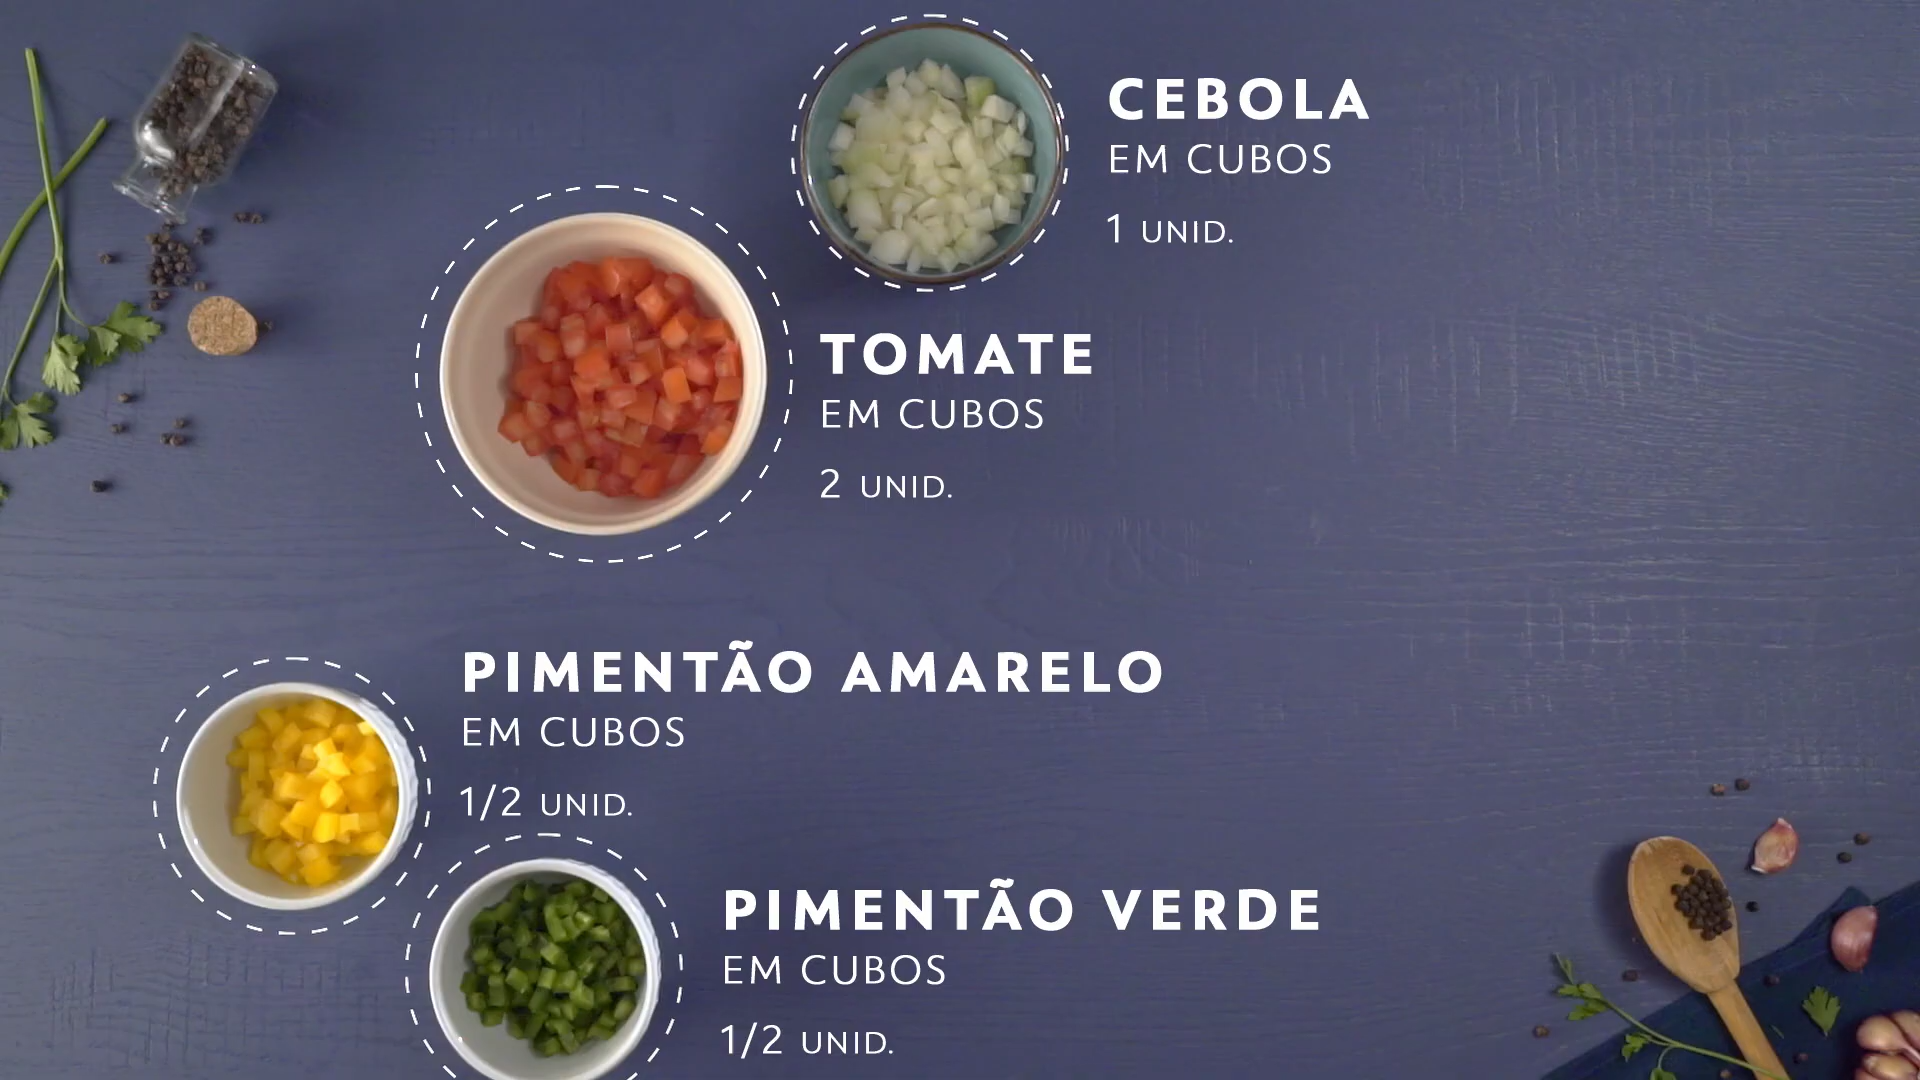 CEBOLA
EM CUBOS
1 UNID.
TOMATE
EM CUBOS
2 UNID.
PIMENTÃO AMARELO
EM CUBOS
1/2 UNID.
PIMENTÃO VERDE
EM CUBOS
1/2 UNID.